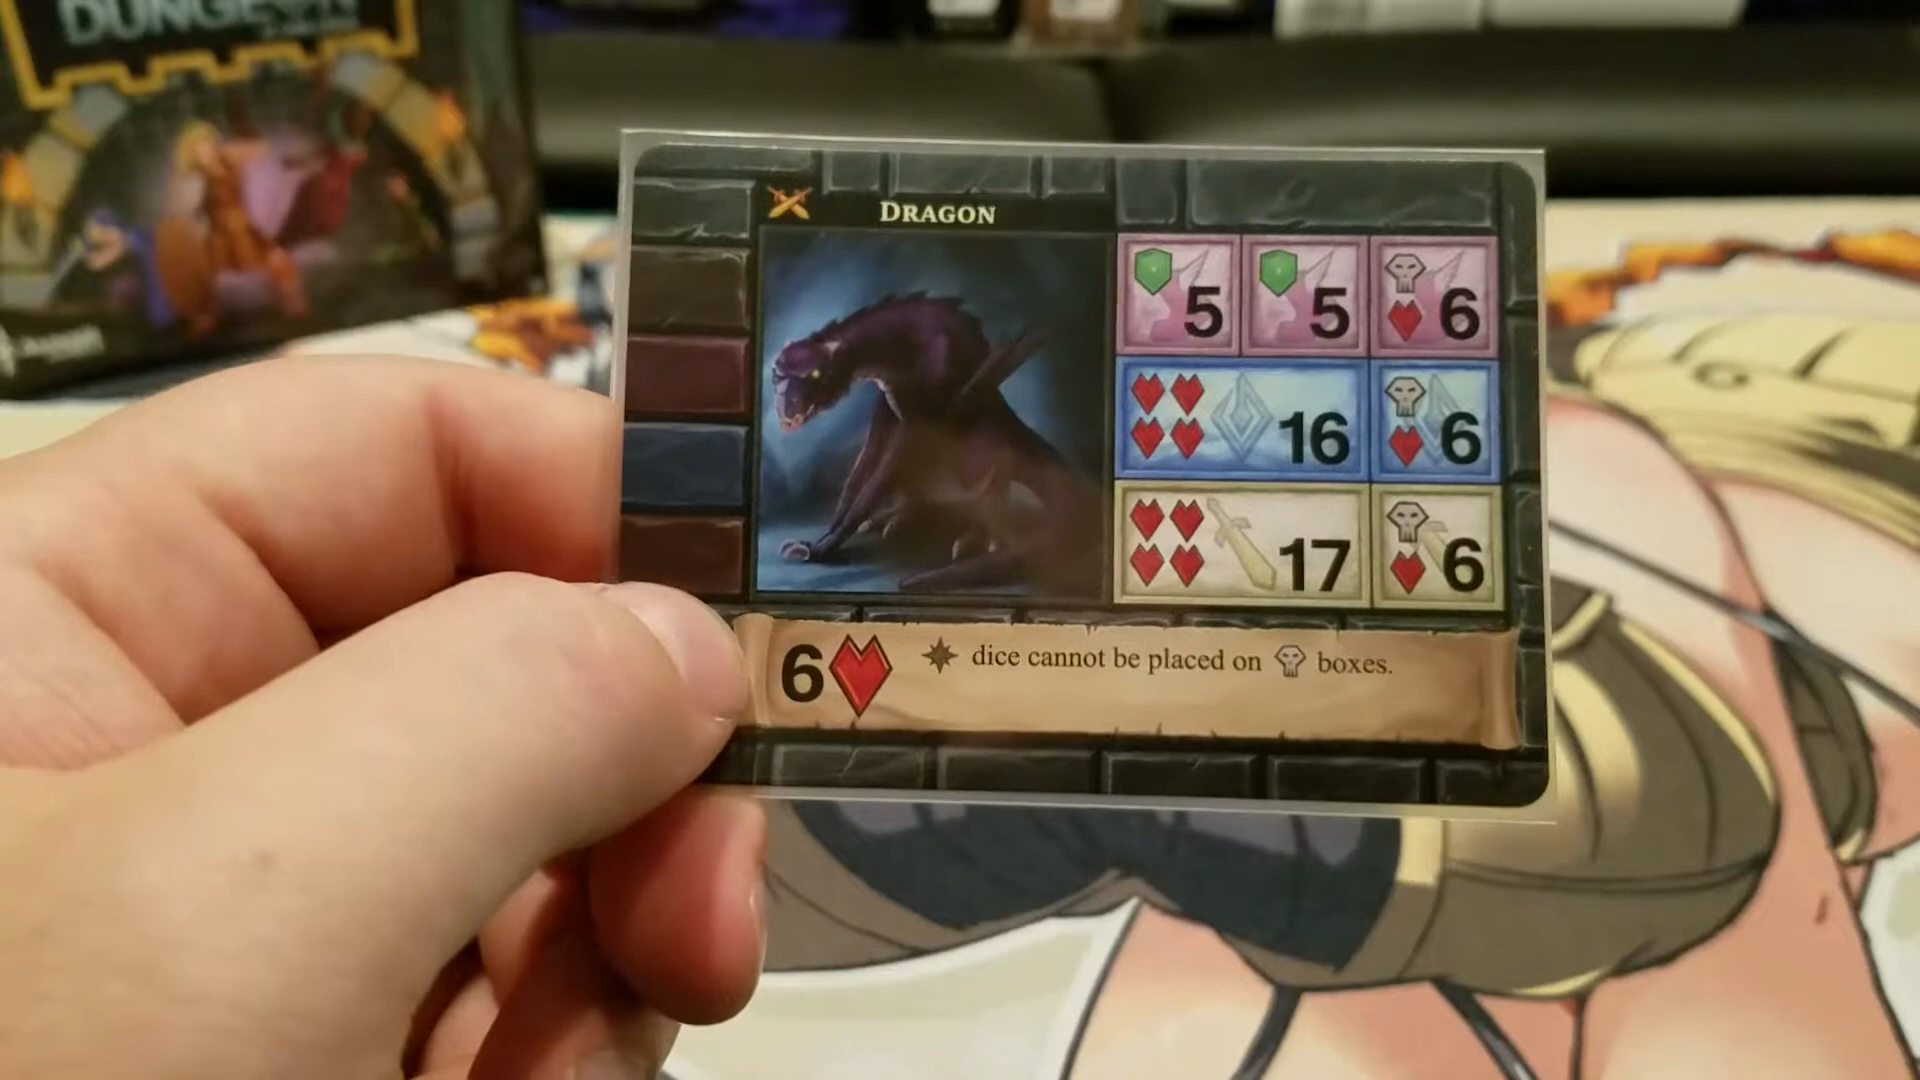 DUNGEON
DRAGON
5 5 6
16 6
17 6
6 dice cannot be placed on boxes.